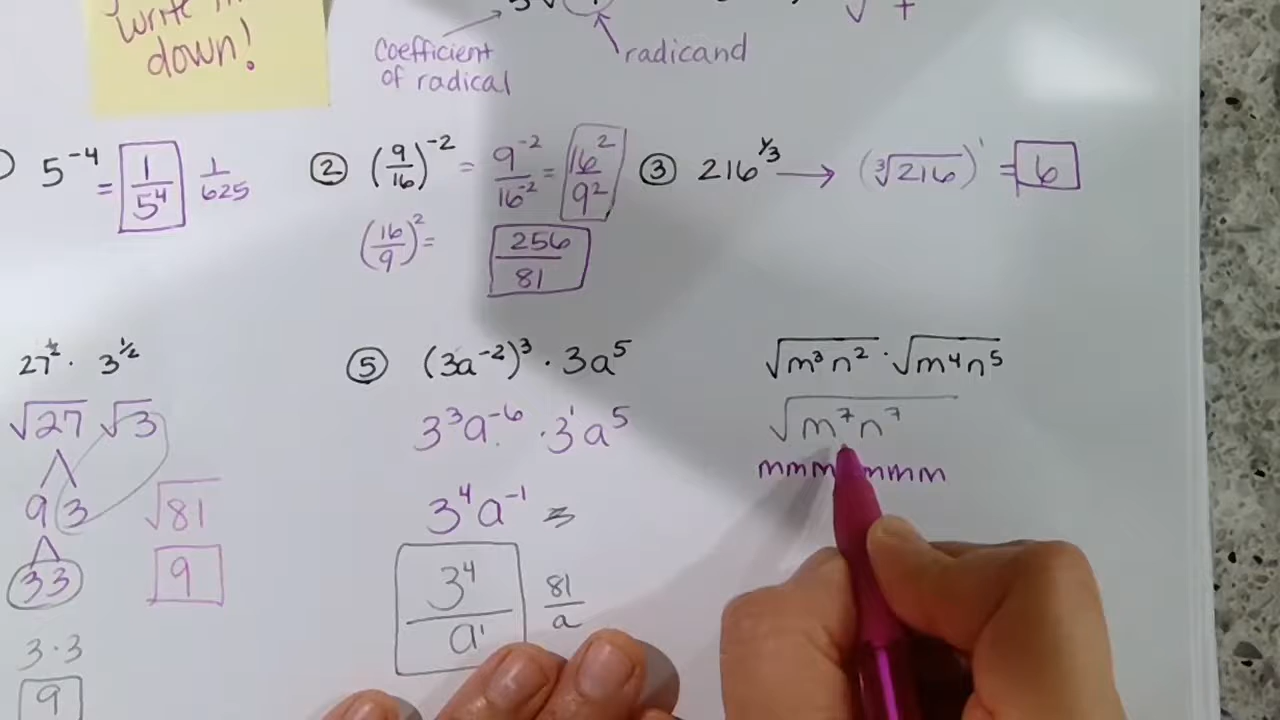 down!
Coefficient
of radical
radicand
5⁻⁴ = 1/5⁴ 1/625
② (9/16)⁻² = 9⁻²/16⁻² = 16²/9²
(16/9)² = 256/81
③ 216^⅓ → (∛216)¹ = 6
27^½ · 3^½
√27 √3
9 3
√81
33
9
3·3
9
⑤ (3a⁻²)³ · 3a⁵
3³a⁻⁶ · 3¹a⁵
3⁴a⁻¹ =
3⁴/a¹ 81/a
√m³n² · √m⁴n⁵
√m⁷n⁷